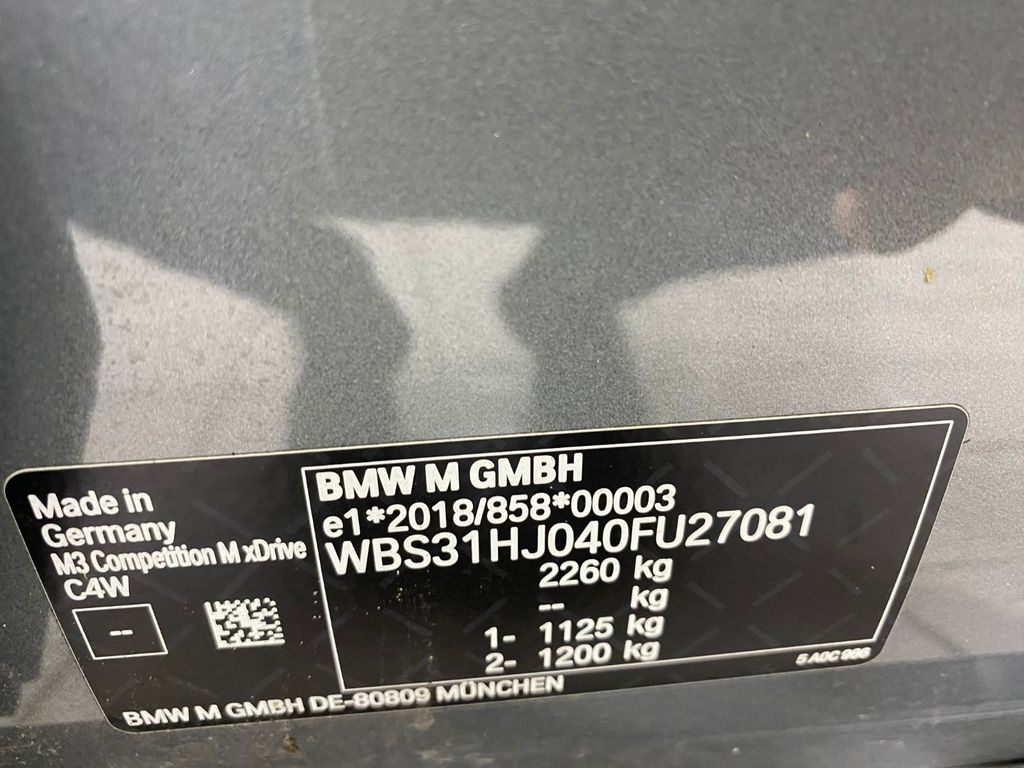 Made in
Germany
M3 Competition M xDrive
C4W
--
BMW M GMBH
e1*2018/858*00003
WBS31HJ040FU27081
2260 kg
-- kg
1- 1125 kg
2- 1200 kg
5 A0C 986
BMW M GMBH DE-80809 MÜNCHEN